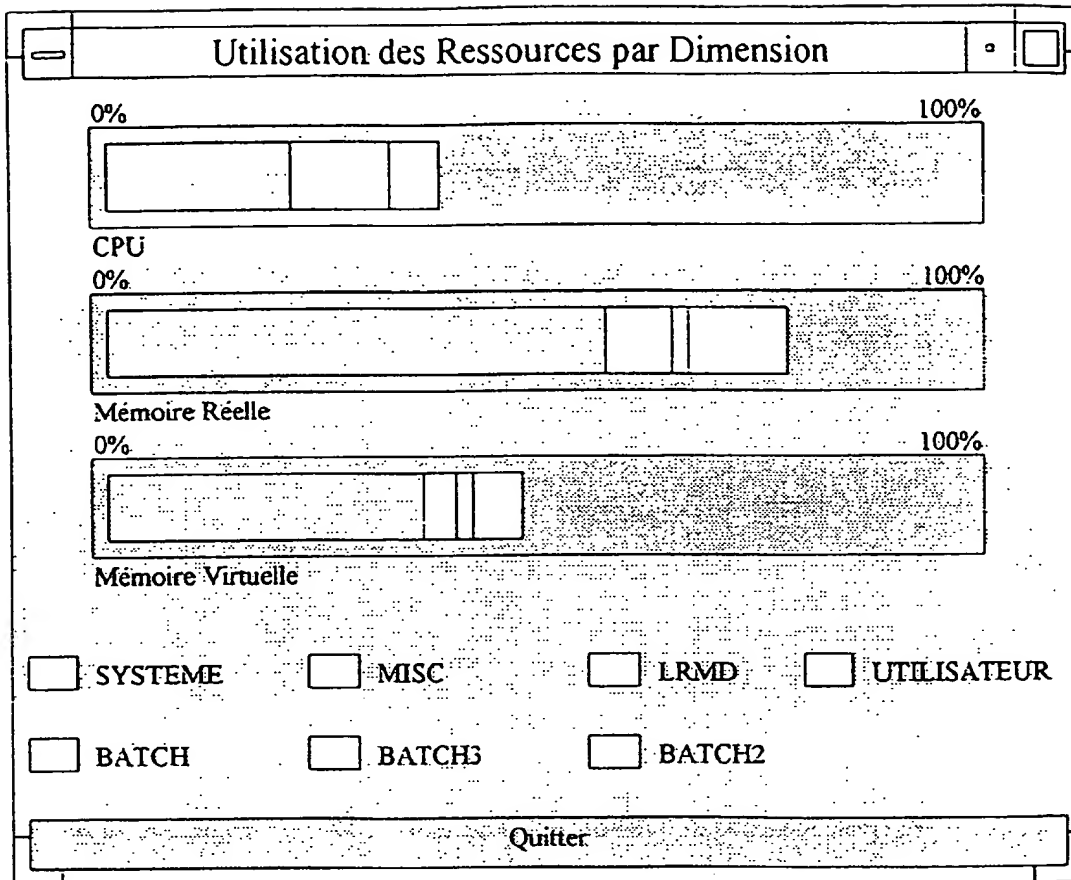 Utilisation des Ressources par Dimension
0% 100%
CPU
0% 100%
Mémoire Réelle
0% 100%
Mémoire Virtuelle
SYSTEME MISC LRMD UTILISATEUR
BATCH BATCH3 BATCH2
Quitter